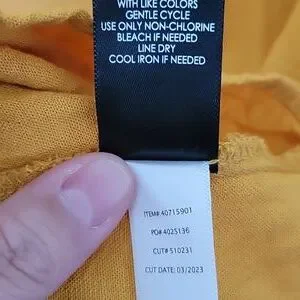 WITH LIKE COLORS
GENTLE CYCLE
USE ONLY NON-CHLORINE
BLEACH IF NEEDED
LINE DRY
COOL IRON IF NEEDED
ITEM# 40715901
PO# 4025136
CUT# 510231
CUT DATE: 03/2023